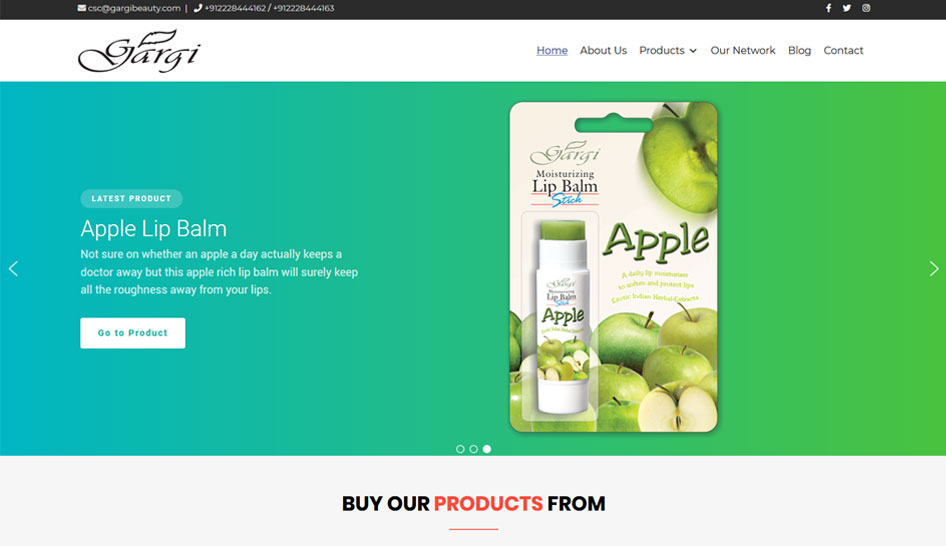 csc@gargibeauty.com | +912228444162 / +912228444163
Gargi
Home About Us Products Our Network Blog Contact
LATEST PRODUCT
Apple Lip Balm
Not sure on whether an apple a day actually keeps a
doctor away but this apple rich lip balm will surely keep
all the roughness away from your lips.
Go to Product
Gargi
Moisturizing
Lip Balm
Stick
Apple
A daily lip moisturizer
to soften and protect lips
Exotic Indian Herbal Extracts
Gargi
Moisturizing
Lip Balm
Stick
Apple
BUY OUR PRODUCTS FROM